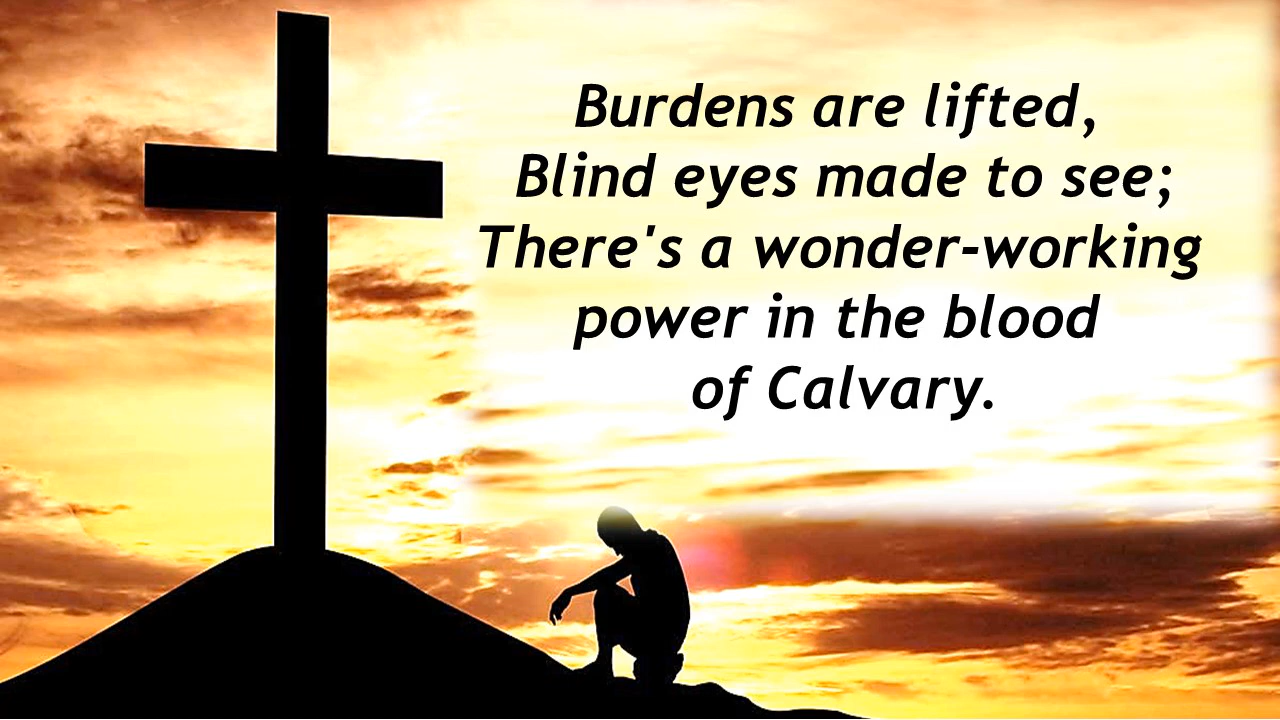 Burdens are lifted,
Blind eyes made to see;
There's a wonder-working
power in the blood
of Calvary.